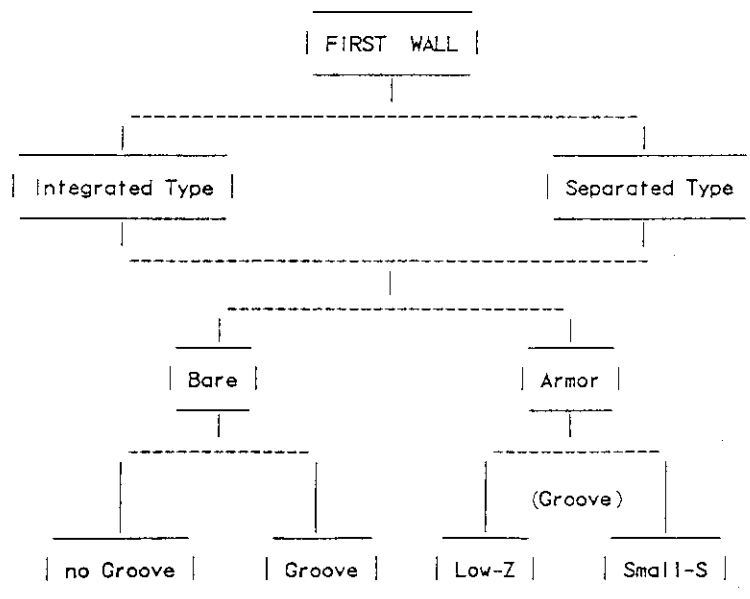 FIRST WALL
Integrated Type Separated Type
Bare Armor
(Groove)
no Groove Groove Low-Z Small-S